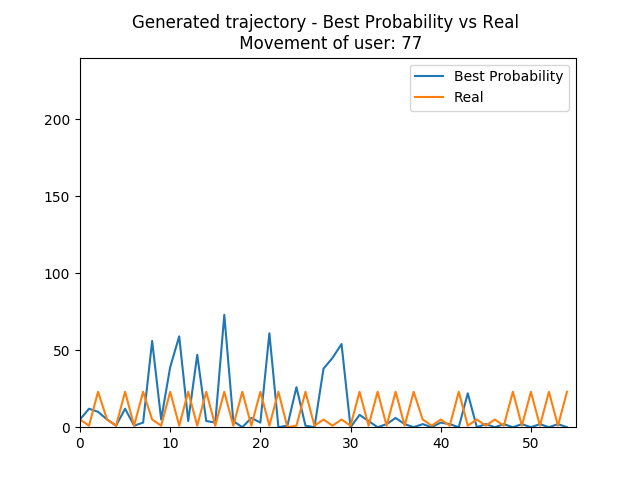 Generated trajectory - Best Probability vs Real
Movement of user: 77
Best Probability
Real
200
150
100
50
0
0 10 20 30 40 50